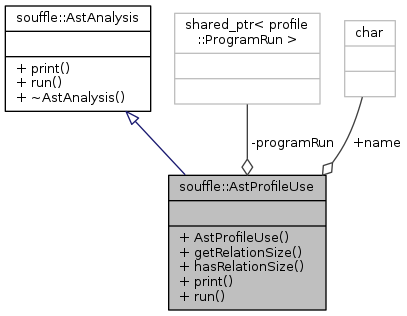 souffle::AstAnalysis
+ print()
+ run()
+ ~AstAnalysis()
shared_ptr< profile
::ProgramRun >
char
-programRun
+name
souffle::AstProfileUse
+ AstProfileUse()
+ getRelationSize()
+ hasRelationSize()
+ print()
+ run()